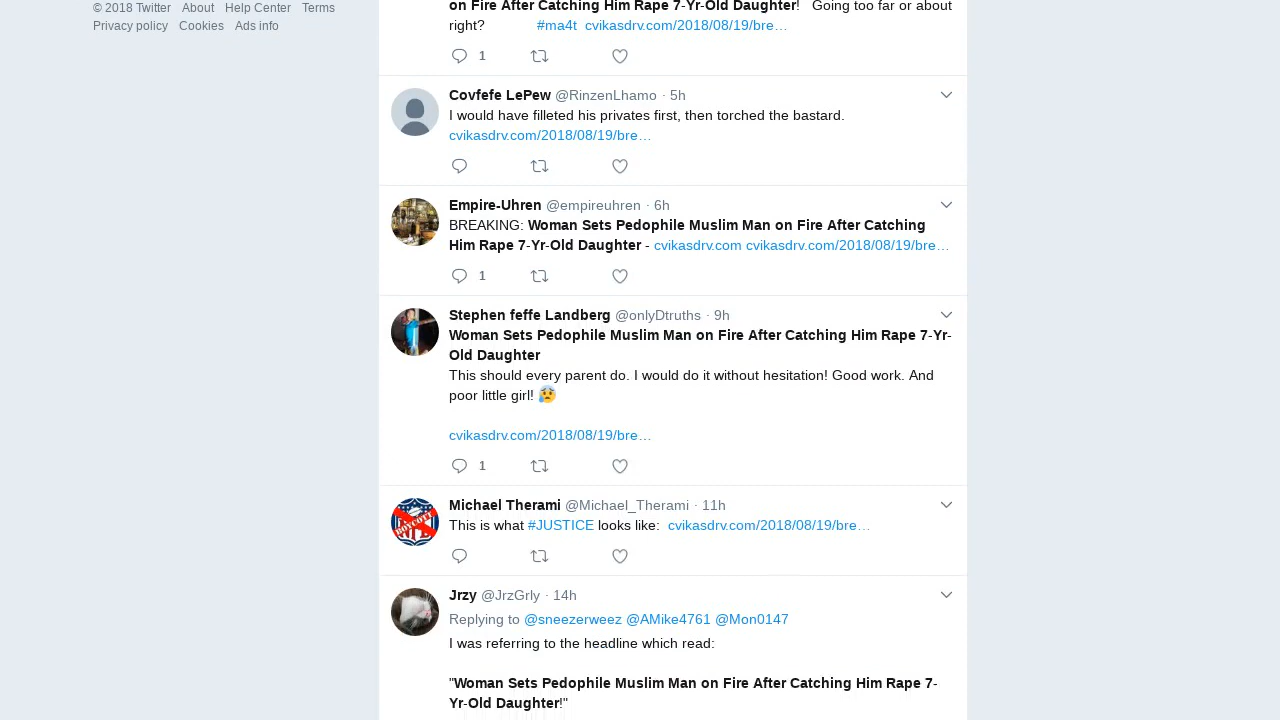 © 2018 Twitter About Help Center Terms
Privacy policy Cookies Ads info
on Fire After Catching Him Rape 7-Yr-Old Daughter! Going too far or about
right? #ma4t cvikasdrv.com/2018/08/19/bre…
1
Covfefe LePew @RinzenLhamo · 5h
I would have filleted his privates first, then torched the bastard.
cvikasdrv.com/2018/08/19/bre…
Empire-Uhren @empireuhren · 6h
BREAKING: Woman Sets Pedophile Muslim Man on Fire After Catching
Him Rape 7-Yr-Old Daughter - cvikasdrv.com cvikasdrv.com/2018/08/19/bre…
1
Stephen feffe Landberg @onlyDtruths · 9h
Woman Sets Pedophile Muslim Man on Fire After Catching Him Rape 7-Yr-
Old Daughter
This should every parent do. I would do it without hesitation! Good work. And
poor little girl! 😰
cvikasdrv.com/2018/08/19/bre…
1
BOYCOTT
Michael Therami @Michael_Therami · 11h
This is what #JUSTICE looks like: cvikasdrv.com/2018/08/19/bre…
Jrzy @JrzGrly · 14h
Replying to @sneezerweez @AMike4761 @Mon0147
I was referring to the headline which read:
"Woman Sets Pedophile Muslim Man on Fire After Catching Him Rape 7-
Yr-Old Daughter!"